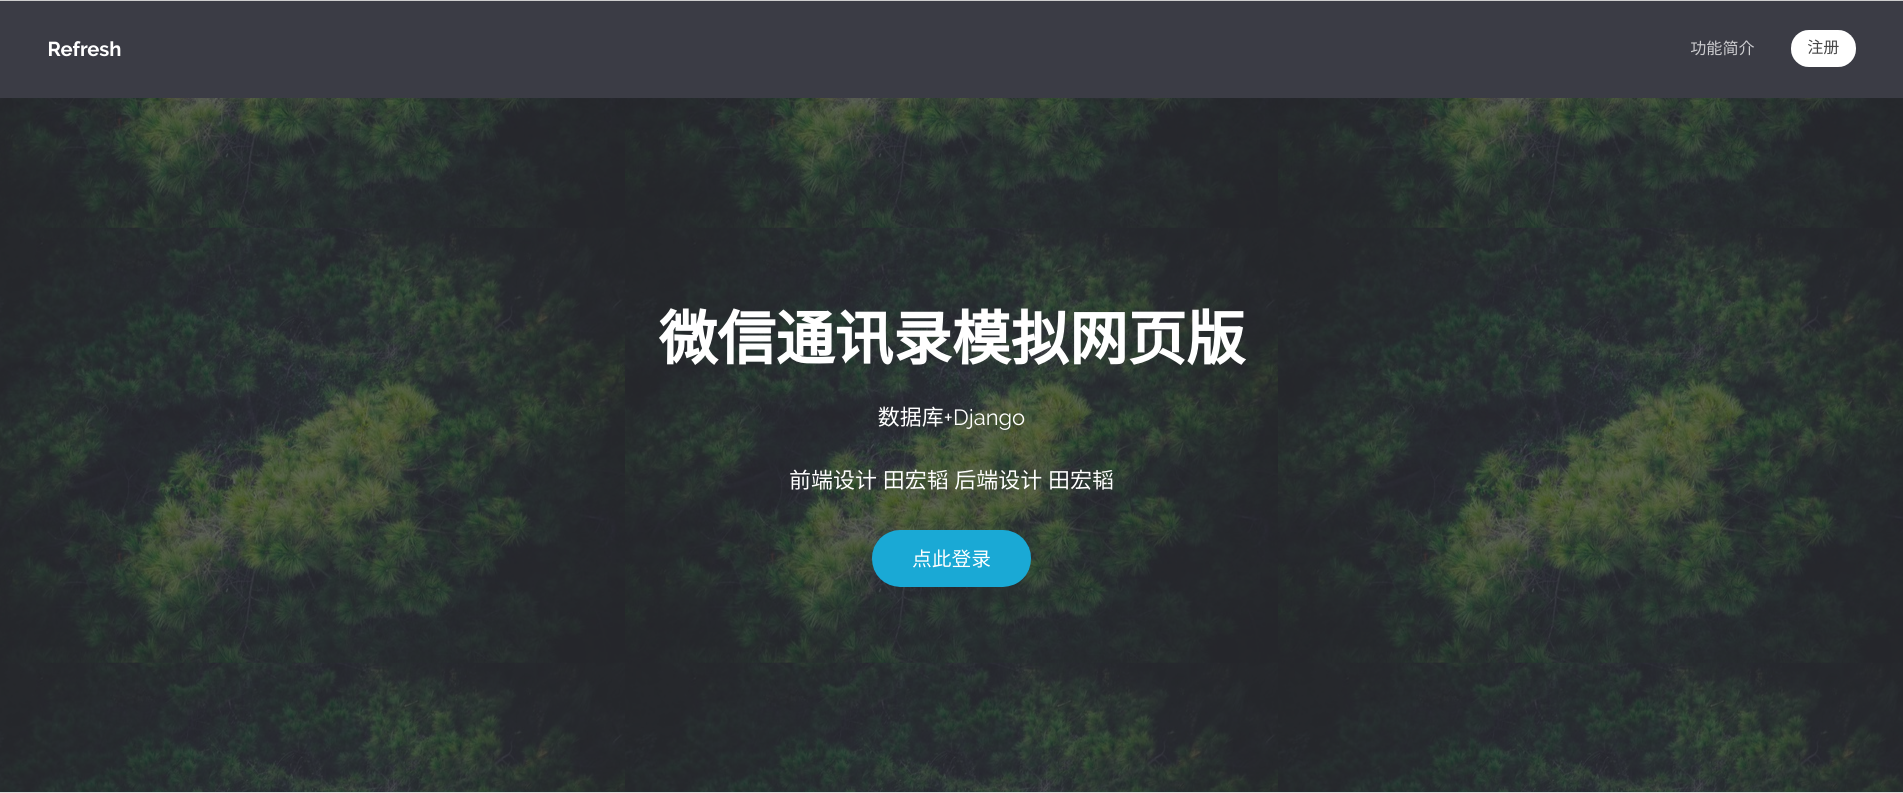 Refresh
功能简介
注册
微信通讯录模拟网页版
数据库+Django
前端设计 田宏韬 后端设计 田宏韬
点此登录